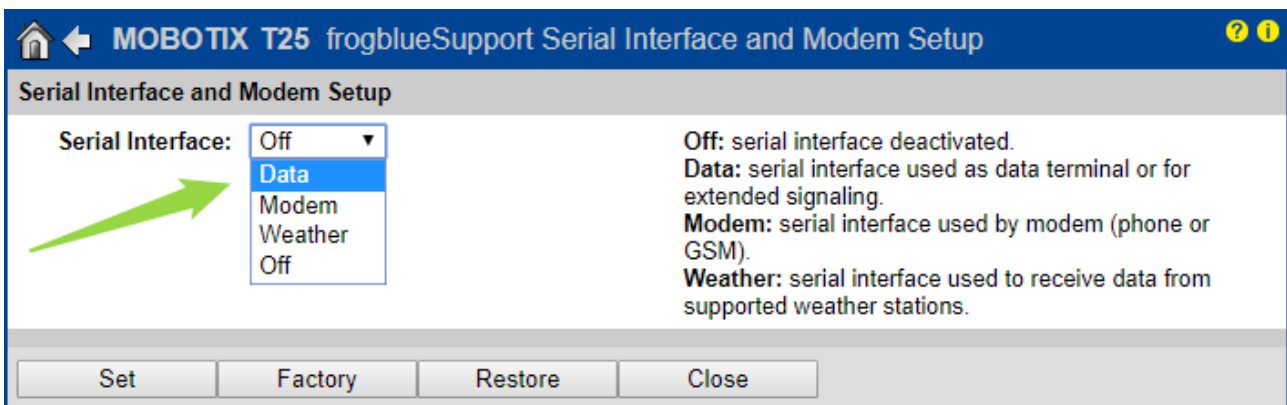 MOBOTIX T25 frogblueSupport Serial Interface and Modem Setup
? i
Serial Interface and Modem Setup
Serial Interface: Off
Data
Modem
Weather
Off
Off: serial interface deactivated.
Data: serial interface used as data terminal or for
extended signaling.
Modem: serial interface used by modem (phone or
GSM).
Weather: serial interface used to receive data from
supported weather stations.
Set Factory Restore Close